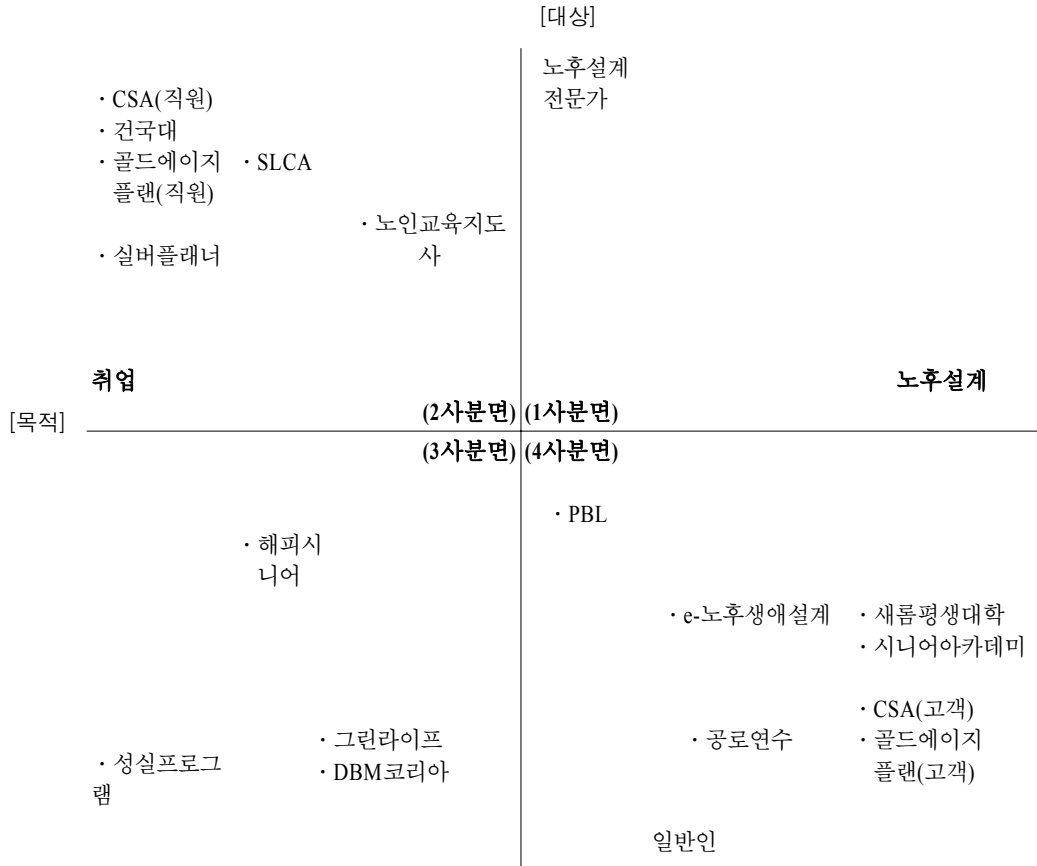 [대상]
노후설계
전문가
· CSA(직원)
· 건국대
· 골드에이지 · SLCA
플랜(직원)
· 노인교육지도
· 실버플래너 사
취업 노후설계
(2사분면) (1사분면)
[목적]
(3사분면) (4사분면)
· PBL
· 해피시
니어
· e-노후생애설계 · 새롬평생대학
· 시니어아카데미
· CSA(고객)
· 그린라이프 · 공로연수 · 골드에이지
· 성실프로그 · DBM코리아 플랜(고객)
램
일반인